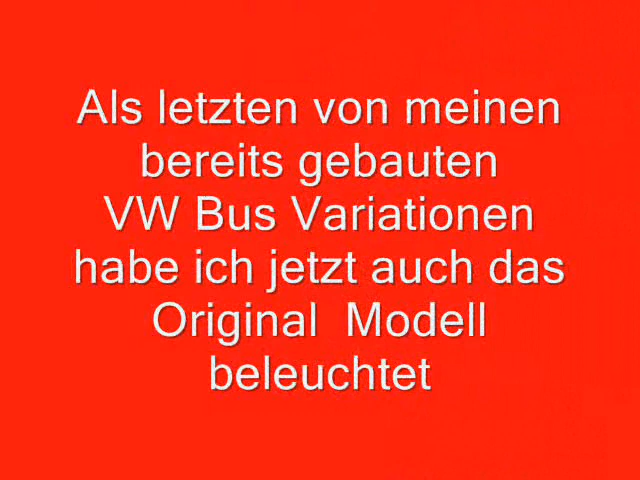 Als letzten von meinen
bereits gebauten
VW Bus Variationen
habe ich jetzt auch das
Original  Modell
beleuchtet